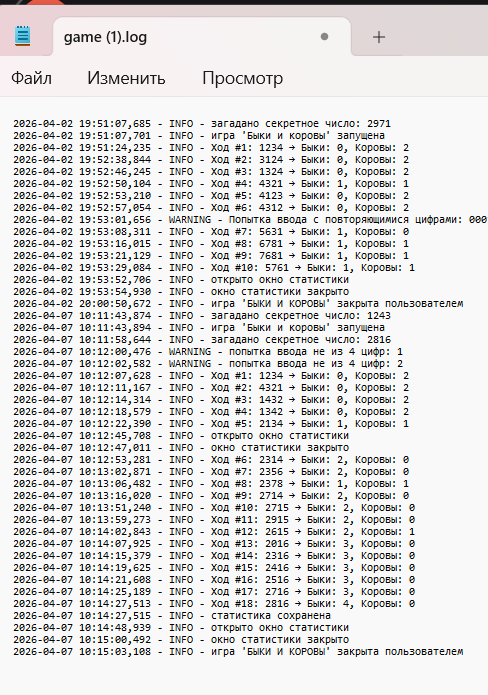 game (1).log
Файл Изменить Просмотр
2026-04-02 19:51:07,685 - INFO - загадано секретное число: 2971
2026-04-02 19:51:07,701 - INFO - игра 'Быки и коровы' запущена
2026-04-02 19:51:24,235 - INFO - Ход #1: 1234 → Быки: 0, Коровы: 2
2026-04-02 19:52:38,844 - INFO - Ход #2: 3124 → Быки: 0, Коровы: 2
2026-04-02 19:52:46,245 - INFO - Ход #3: 1324 → Быки: 0, Коровы: 2
2026-04-02 19:52:50,104 - INFO - Ход #4: 4321 → Быки: 1, Коровы: 1
2026-04-02 19:52:53,210 - INFO - Ход #5: 4123 → Быки: 0, Коровы: 2
2026-04-02 19:52:57,054 - INFO - Ход #6: 4312 → Быки: 0, Коровы: 2
2026-04-02 19:53:01,656 - WARNING - Попытка ввода с повторяющимися цифрами: 000
2026-04-02 19:53:08,311 - INFO - Ход #7: 5631 → Быки: 1, Коровы: 0
2026-04-02 19:53:16,015 - INFO - Ход #8: 6781 → Быки: 1, Коровы: 1
2026-04-02 19:53:21,129 - INFO - Ход #9: 7681 → Быки: 1, Коровы: 1
2026-04-02 19:53:29,084 - INFO - Ход #10: 5761 → Быки: 1, Коровы: 1
2026-04-02 19:53:52,706 - INFO - открыто окно статистики
2026-04-02 19:53:54,930 - INFO - окно статистики закрыто
2026-04-02 20:00:50,672 - INFO - игра 'БЫКИ И КОРОВЫ' закрыта пользователем
2026-04-07 10:11:43,874 - INFO - загадано секретное число: 1243
2026-04-07 10:11:43,894 - INFO - игра 'Быки и коровы' запущена
2026-04-07 10:11:58,644 - INFO - загадано секретное число: 2816
2026-04-07 10:12:00,476 - WARNING - попытка ввода не из 4 цифр: 1
2026-04-07 10:12:02,582 - WARNING - попытка ввода не из 4 цифр: 2
2026-04-07 10:12:07,628 - INFO - Ход #1: 1234 → Быки: 0, Коровы: 2
2026-04-07 10:12:11,167 - INFO - Ход #2: 4321 → Быки: 0, Коровы: 2
2026-04-07 10:12:14,314 - INFO - Ход #3: 1432 → Быки: 0, Коровы: 2
2026-04-07 10:12:18,579 - INFO - Ход #4: 1342 → Быки: 0, Коровы: 2
2026-04-07 10:12:22,390 - INFO - Ход #5: 2134 → Быки: 1, Коровы: 1
2026-04-07 10:12:45,708 - INFO - открыто окно статистики
2026-04-07 10:12:47,011 - INFO - окно статистики закрыто
2026-04-07 10:12:53,281 - INFO - Ход #6: 2314 → Быки: 2, Коровы: 0
2026-04-07 10:13:02,871 - INFO - Ход #7: 2356 → Быки: 2, Коровы: 0
2026-04-07 10:13:06,482 - INFO - Ход #8: 2378 → Быки: 1, Коровы: 1
2026-04-07 10:13:16,020 - INFO - Ход #9: 2714 → Быки: 2, Коровы: 0
2026-04-07 10:13:51,240 - INFO - Ход #10: 2715 → Быки: 2, Коровы: 0
2026-04-07 10:13:59,273 - INFO - Ход #11: 2915 → Быки: 2, Коровы: 0
2026-04-07 10:14:02,843 - INFO - Ход #12: 2615 → Быки: 2, Коровы: 1
2026-04-07 10:14:07,925 - INFO - Ход #13: 2016 → Быки: 3, Коровы: 0
2026-04-07 10:14:15,379 - INFO - Ход #14: 2316 → Быки: 3, Коровы: 0
2026-04-07 10:14:19,625 - INFO - Ход #15: 2416 → Быки: 3, Коровы: 0
2026-04-07 10:14:21,608 - INFO - Ход #16: 2516 → Быки: 3, Коровы: 0
2026-04-07 10:14:25,189 - INFO - Ход #17: 2716 → Быки: 3, Коровы: 0
2026-04-07 10:14:27,513 - INFO - Ход #18: 2816 → Быки: 4, Коровы: 0
2026-04-07 10:14:27,515 - INFO - статистика сохранена
2026-04-07 10:14:48,939 - INFO - открыто окно статистики
2026-04-07 10:15:00,492 - INFO - окно статистики закрыто
2026-04-07 10:15:03,108 - INFO - игра 'БЫКИ И КОРОВЫ' закрыта пользователем